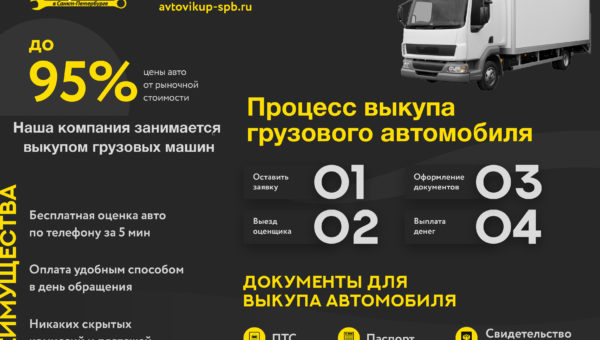 в Санкт-Петербурге
avtovikup-spb.ru
до
95%
цены авто
от рыночной
стоимости
Наша компания занимается
выкупом грузовых машин
Процесс выкупа
грузового автомобиля
Оставить
заявку
01
Оформление
документов
03
Выезд
оценщика
02
Выплата
денег
04
ИМУЩЕСТВА
Бесплатная оценка авто
по телефону за 5 мин
Оплата удобным способом
в день обращения
Никаких скрытых
ДОКУМЕНТЫ ДЛЯ
ВЫКУПА АВТОМОБИЛЯ
ПТС
Паспорт
Свидетельство